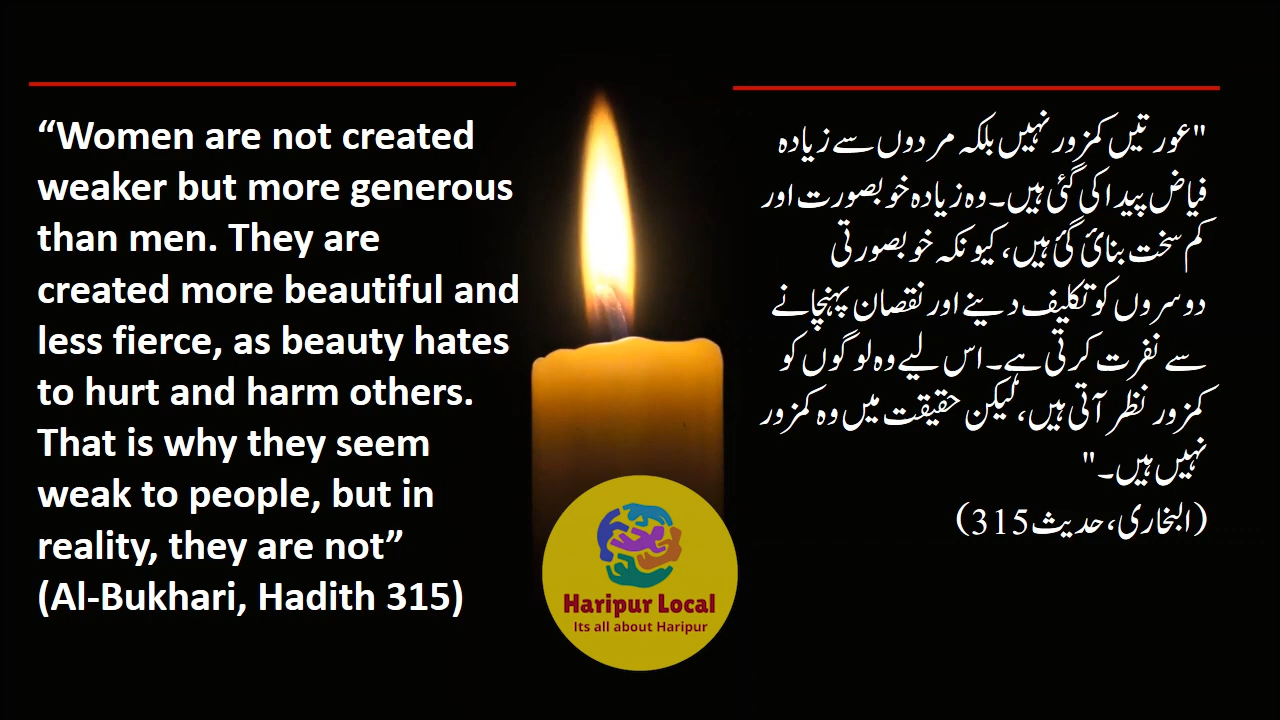 “Women are not created
weaker but more generous
than men. They are
created more beautiful and
less fierce, as beauty hates
to hurt and harm others.
That is why they seem
weak to people, but in
reality, they are not”
(Al-Bukhari, Hadith 315)
"عورتیں کمزور نہیں بلکہ مردوں سے زیادہ
فیاض پیدا کی گئی ہیں۔ وہ زیادہ خوبصورت اور
کم سخت بنائ گئ ہیں، کیونکہ خوبصورتی
دوسروں کو تکلیف دینے اور نقصان پہنچانے
سے نفرت کرتی ہے۔ اس لیے وہ لوگوں کو
کمزور نظر آتی ہیں، لیکن حقیقت میں وہ کمزور
نہیں ہیں۔"
(البخاری، حدیث 315)
Haripur Local
Its all about Haripur